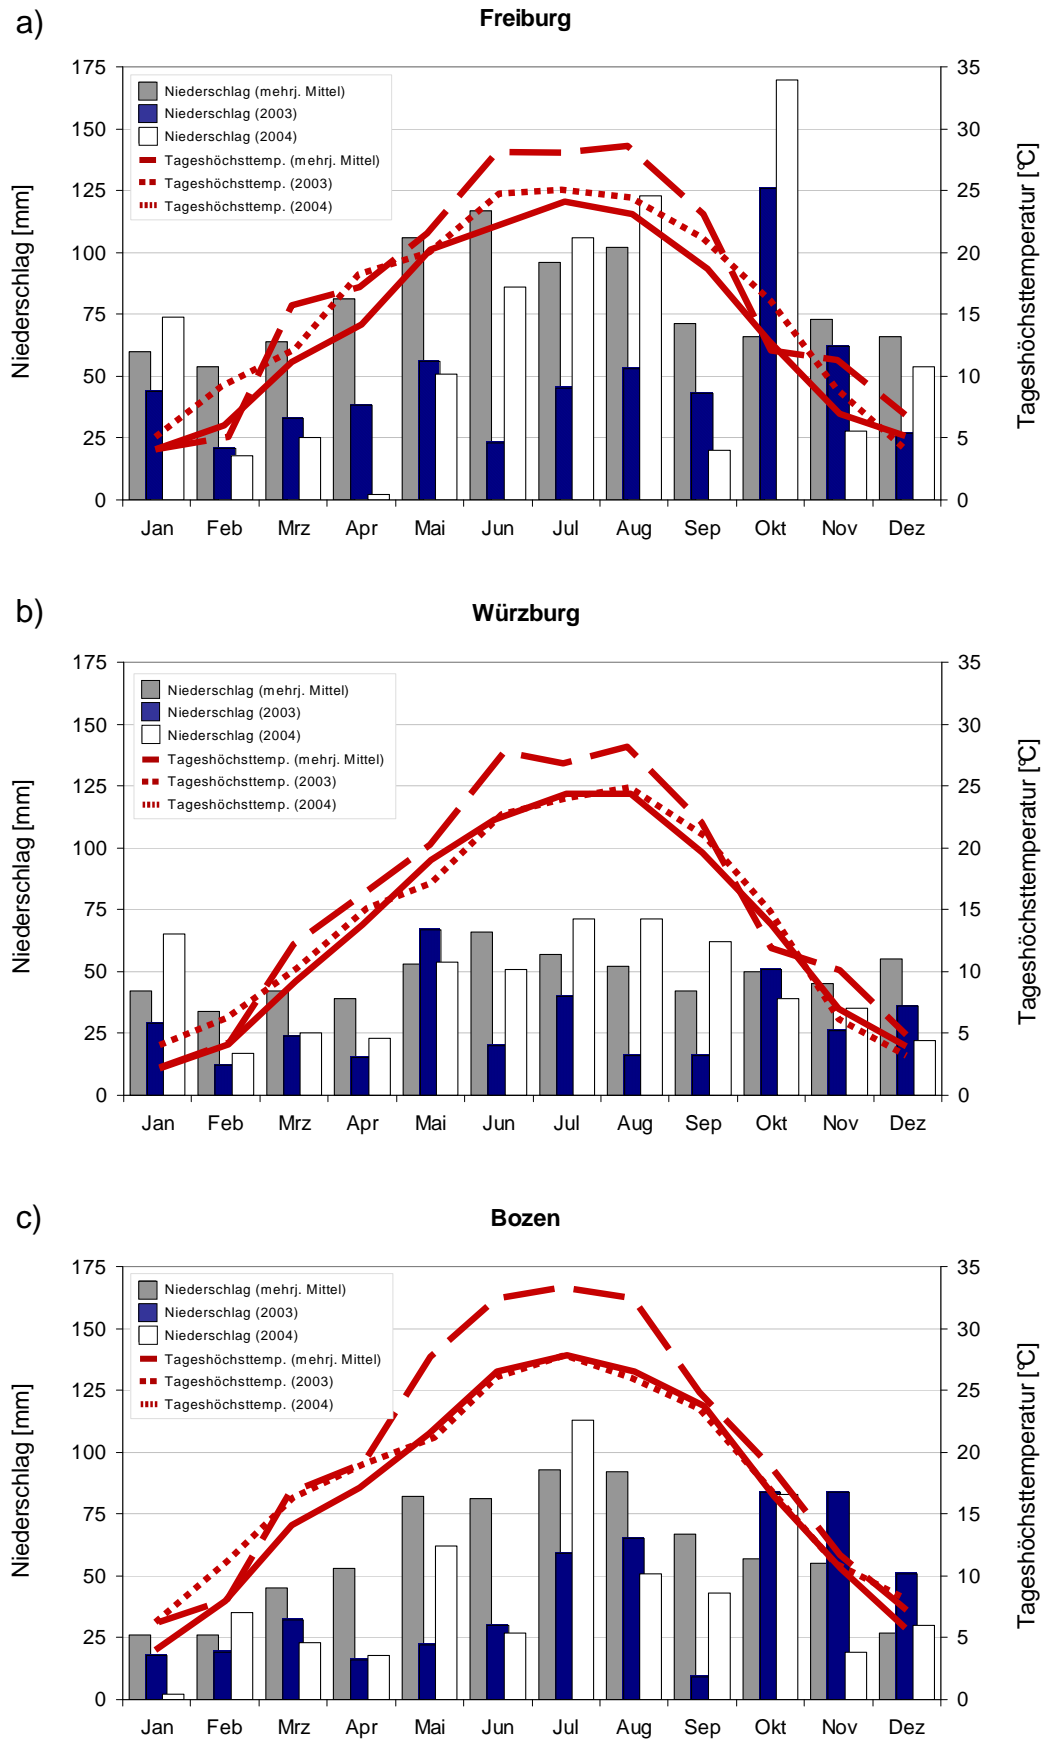 a)
Freiburg
175
150
125
100
75
50
25
0
Niederschlag [mm]
Niederschlag (mehrj. Mittel)
Niederschlag (2003)
Niederschlag (2004)
Tageshöchsttemp. (mehrj. Mittel)
Tageshöchsttemp. (2003)
Tageshöchsttemp. (2004)
35
30
25
20
15
10
5
0
Tageshöchsttemperatur [°C]
Jan Feb Mrz Apr Mai Jun Jul Aug Sep Okt Nov Dez
b)
Würzburg
175
150
125
100
75
50
25
0
Niederschlag [mm]
Niederschlag (mehrj. Mittel)
Niederschlag (2003)
Niederschlag (2004)
Tageshöchsttemp. (mehrj. Mittel)
Tageshöchsttemp. (2003)
Tageshöchsttemp. (2004)
35
30
25
20
15
10
5
0
Tageshöchsttemperatur [°C]
Jan Feb Mrz Apr Mai Jun Jul Aug Sep Okt Nov Dez
c)
Bozen
175
150
125
100
75
50
25
0
Niederschlag [mm]
Niederschlag (mehrj. Mittel)
Niederschlag (2003)
Niederschlag (2004)
Tageshöchsttemp. (mehrj. Mittel)
Tageshöchsttemp. (2003)
Tageshöchsttemp. (2004)
35
30
25
20
15
10
5
0
Tageshöchsttemperatur [°C]
Jan Feb Mrz Apr Mai Jun Jul Aug Sep Okt Nov Dez